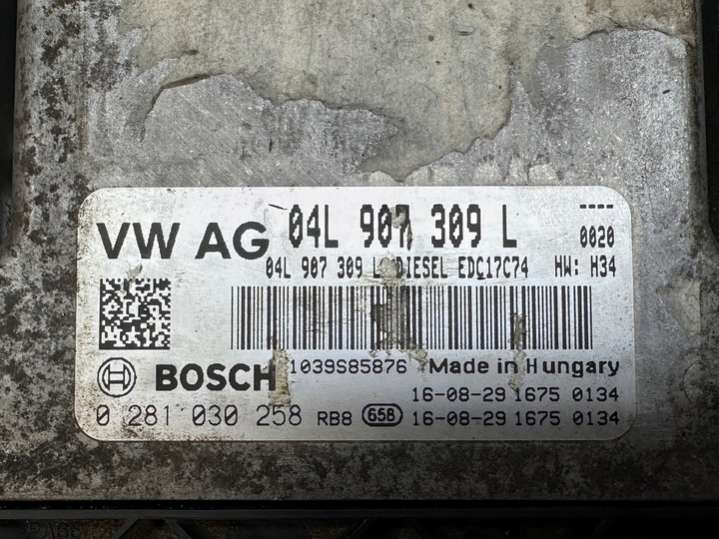 VW AG 04L 907 309 L ----
0020
04L 907 309 L DIESEL EDC17C74 HW: H34
1039S85876 Made in Hungary
BOSCH
16-08-29 1675 0134
0 281 030 258 RB8 65B 16-08-29 1675 0134